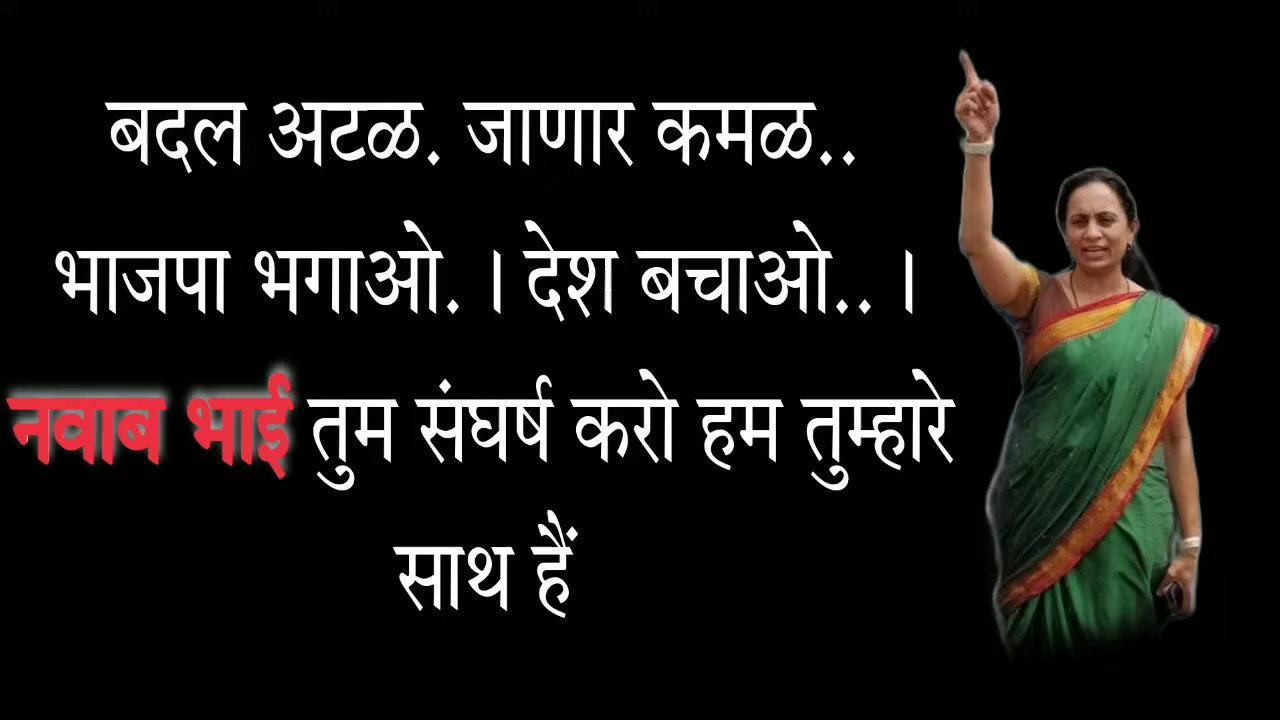 बदल अटळ. जाणार कमळ..
भाजपा भगाओ. । देश बचाओ.. ।
नवाब भाई तुम संघर्ष करो हम तुम्हारे
साथ हैं